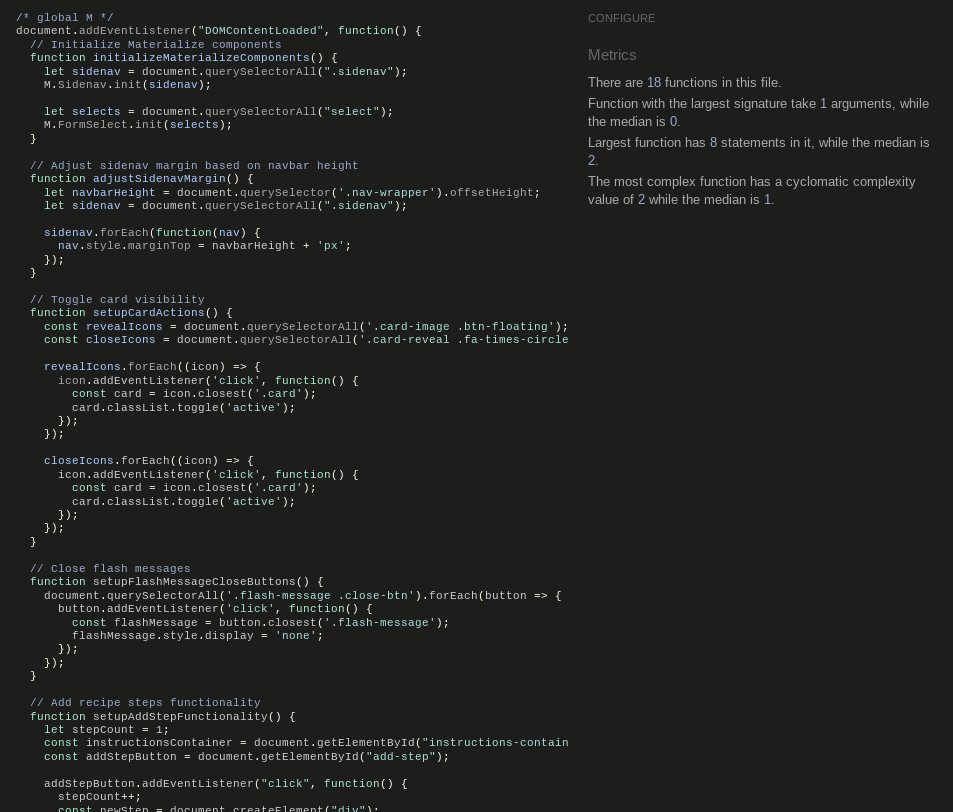 /* global M */
document.addEventListener("DOMContentLoaded", function() {
  // Initialize Materialize components
  function initializeMaterializeComponents() {
    let sidenav = document.querySelectorAll(".sidenav");
    M.Sidenav.init(sidenav);

    let selects = document.querySelectorAll("select");
    M.FormSelect.init(selects);
  }

  // Adjust sidenav margin based on navbar height
  function adjustSidenavMargin() {
    let navbarHeight = document.querySelector('.nav-wrapper').offsetHeight;
    let sidenav = document.querySelectorAll(".sidenav");

    sidenav.forEach(function(nav) {
      nav.style.marginTop = navbarHeight + 'px';
    });
  }

  // Toggle card visibility
  function setupCardActions() {
    const revealIcons = document.querySelectorAll('.card-image .btn-floating');
    const closeIcons = document.querySelectorAll('.card-reveal .fa-times-circle

    revealIcons.forEach((icon) => {
      icon.addEventListener('click', function() {
        const card = icon.closest('.card');
        card.classList.toggle('active');
      });
    });

    closeIcons.forEach((icon) => {
      icon.addEventListener('click', function() {
        const card = icon.closest('.card');
        card.classList.toggle('active');
      });
    });
  }

  // Close flash messages
  function setupFlashMessageCloseButtons() {
    document.querySelectorAll('.flash-message .close-btn').forEach(button => {
      button.addEventListener('click', function() {
        const flashMessage = button.closest('.flash-message');
        flashMessage.style.display = 'none';
      });
    });
  }

  // Add recipe steps functionality
  function setupAddStepFunctionality() {
    let stepCount = 1;
    const instructionsContainer = document.getElementById("instructions-contain
    const addStepButton = document.getElementById("add-step");

    addStepButton.addEventListener("click", function() {
      stepCount++;
      const newStep = document.createElement("div");
CONFIGURE
Metrics
There are 18 functions in this file.
Function with the largest signature take 1 arguments, while
the median is 0.
Largest function has 8 statements in it, while the median is
2.
The most complex function has a cyclomatic complexity
value of 2 while the median is 1.